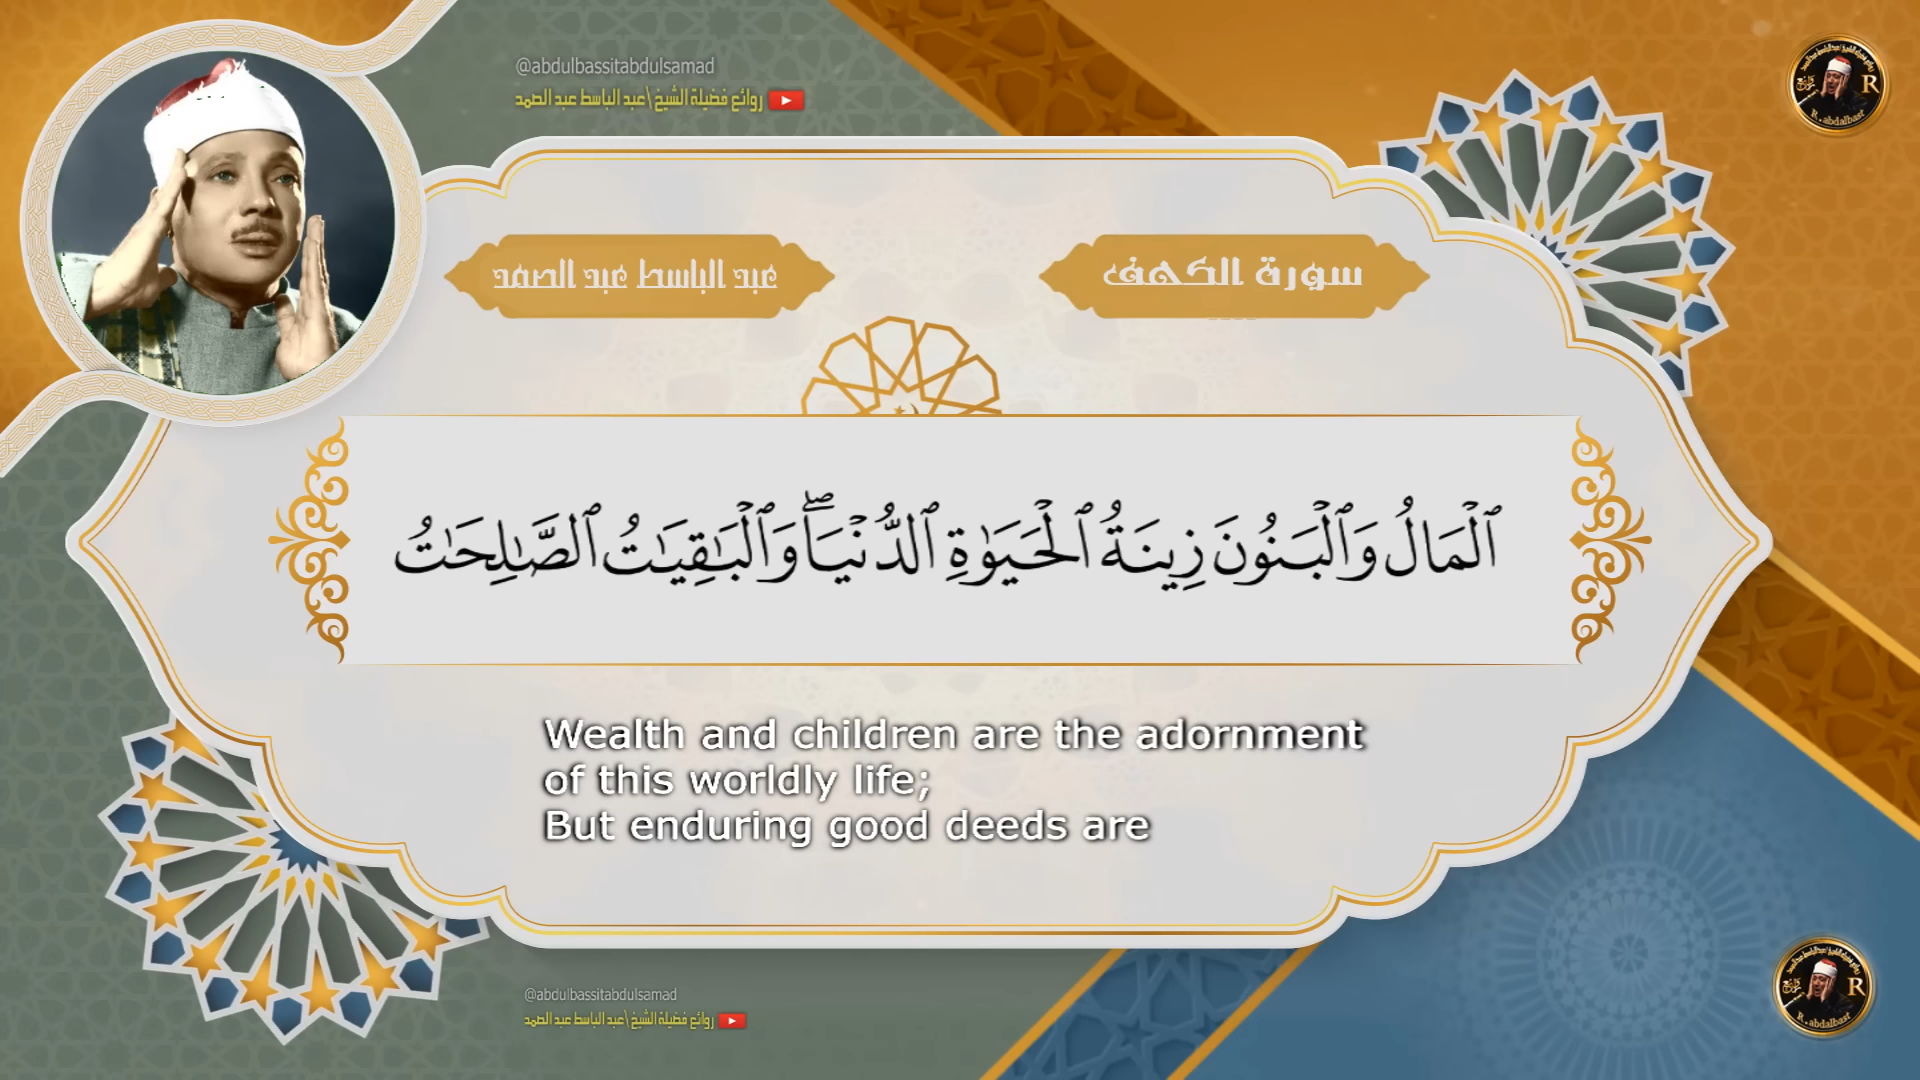 @abdulbassitabdulsamad
روائع فضيلة الشيخ \ عبد الباسط عبد الصمد
R
R.abdalbast
سورة الكهف
عبد الباسط عبد الصمد
ٱلْمَالُ وَٱلْبَنُونَ زِينَةُ ٱلْحَيَوٰةِ ٱلدُّنْيَاۖ وَٱلْبَـٰقِيَـٰتُ ٱلصَّـٰلِحَـٰتُ
Wealth and children are the adornment
of this worldly life;
But enduring good deeds are
@abdulbassitabdulsamad
روائع فضيلة الشيخ \ عبد الباسط عبد الصمد
R
R.abdalbast